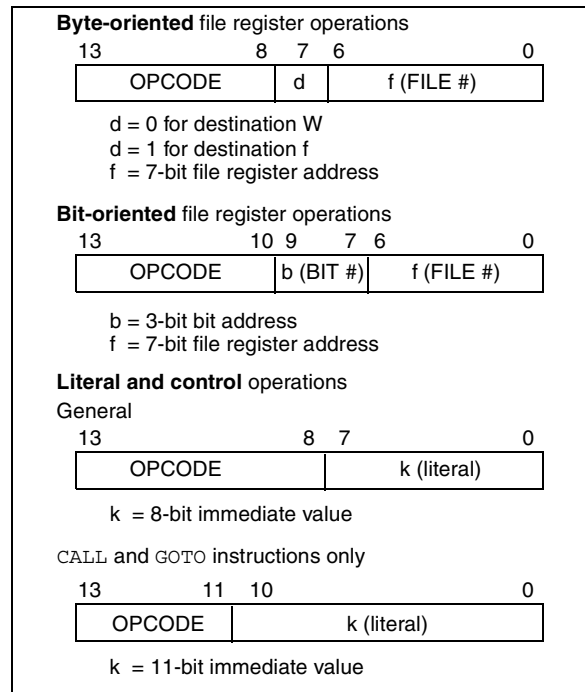 Byte-oriented file register operations
13 8 7 6 0
OPCODE d f (FILE #)
d = 0 for destination W
d = 1 for destination f
f = 7-bit file register address
Bit-oriented file register operations
13 10 9 7 6 0
OPCODE b (BIT #) f (FILE #)
b = 3-bit bit address
f = 7-bit file register address
Literal and control operations
General
13 8 7 0
OPCODE k (literal)
k = 8-bit immediate value
CALL and GOTO instructions only
13 11 10 0
OPCODE k (literal)
k = 11-bit immediate value